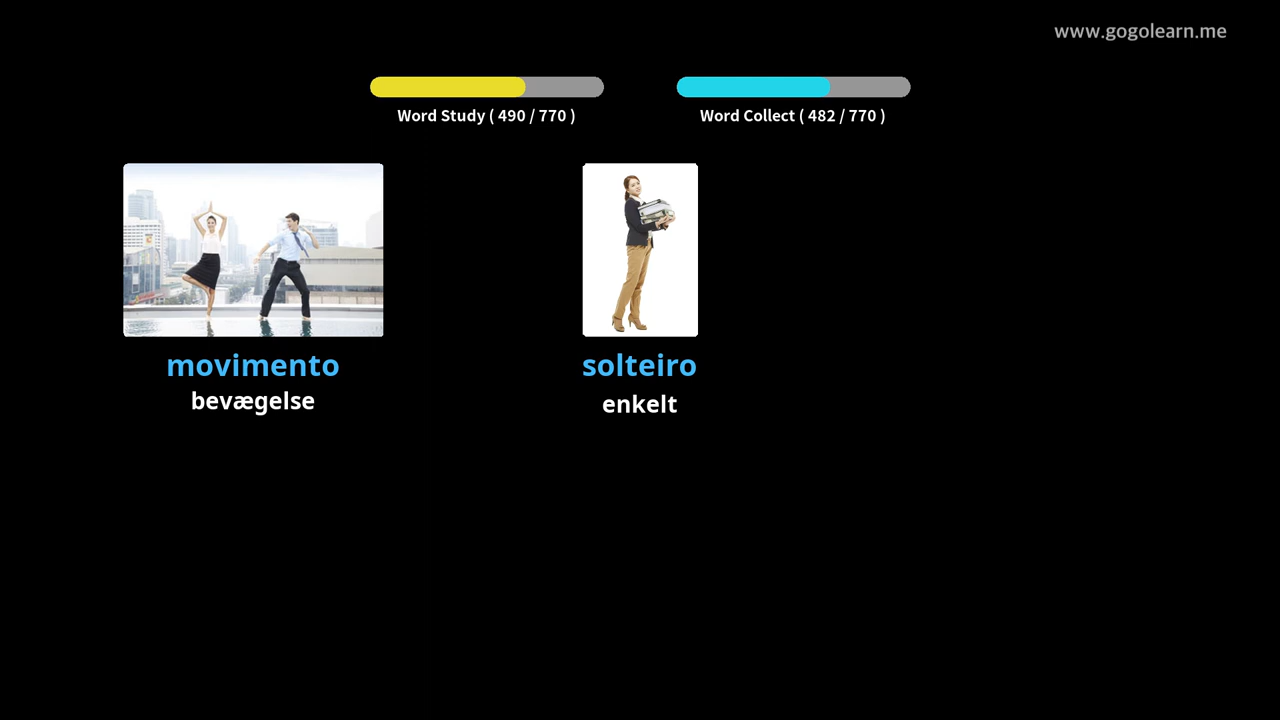 www.gogolearn.me
Word Study ( 490 / 770 )
Word Collect ( 482 / 770 )
movimento
bevægelse
solteiro
enkelt